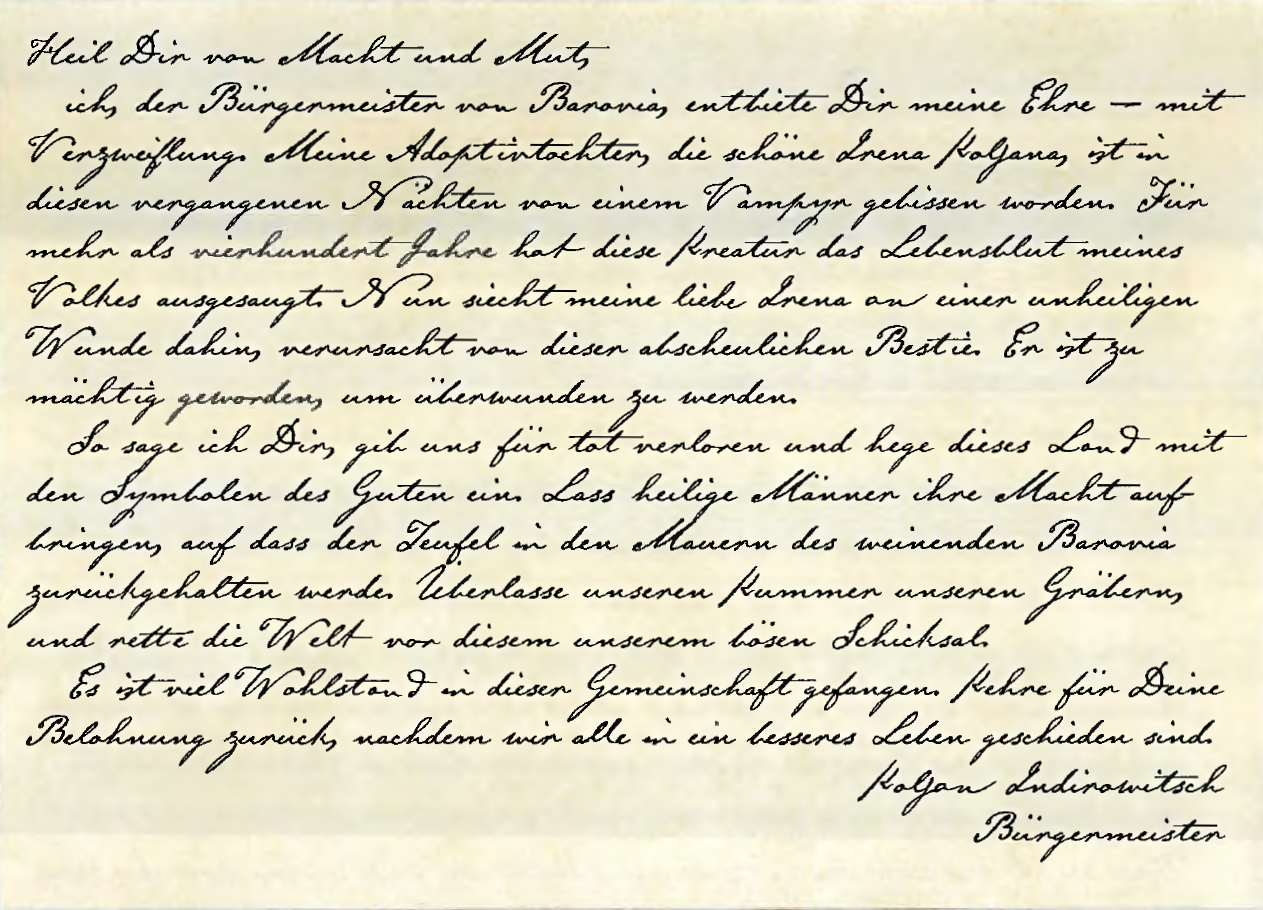 Heil Dir von Macht und Mut,
ich, der Bürgermeister von Barovia, entbiete Dir meine Ehre – mit
Verzweiflung. Meine Adoptivtochter, die schöne Irena Koljana, ist in
diesen vergangenen Nächten von einem Vampyr gebissen worden. Für
mehr als vierhundert Jahre hat diese Kreatur das Lebensblut meines
Volkes ausgesaugt. Nun siecht meine liebe Irena an einer unheiligen
Wunde dahin, verursacht von dieser abscheulichen Bestie. Er ist zu
mächtig geworden, um überwunden zu werden.
So sage ich Dir, gib uns für tot verloren und hege dieses Land mit
den Symbolen des Guten ein. Lass heilige Männer ihre Macht auf-
bringen, auf dass der Teufel in den Mauern des weinenden Barovia
zurückgehalten werde. Überlasse unseren Kummer unseren Gräbern,
und rette die Welt vor diesem unserem bösen Schicksal.
Es ist viel Wohlstand in dieser Gemeinschaft gefangen. Kehre für Deine
Belohnung zurück, nachdem wir alle in ein besseres Leben geschieden sind.
Koljan Indirowitsch
Bürgermeister